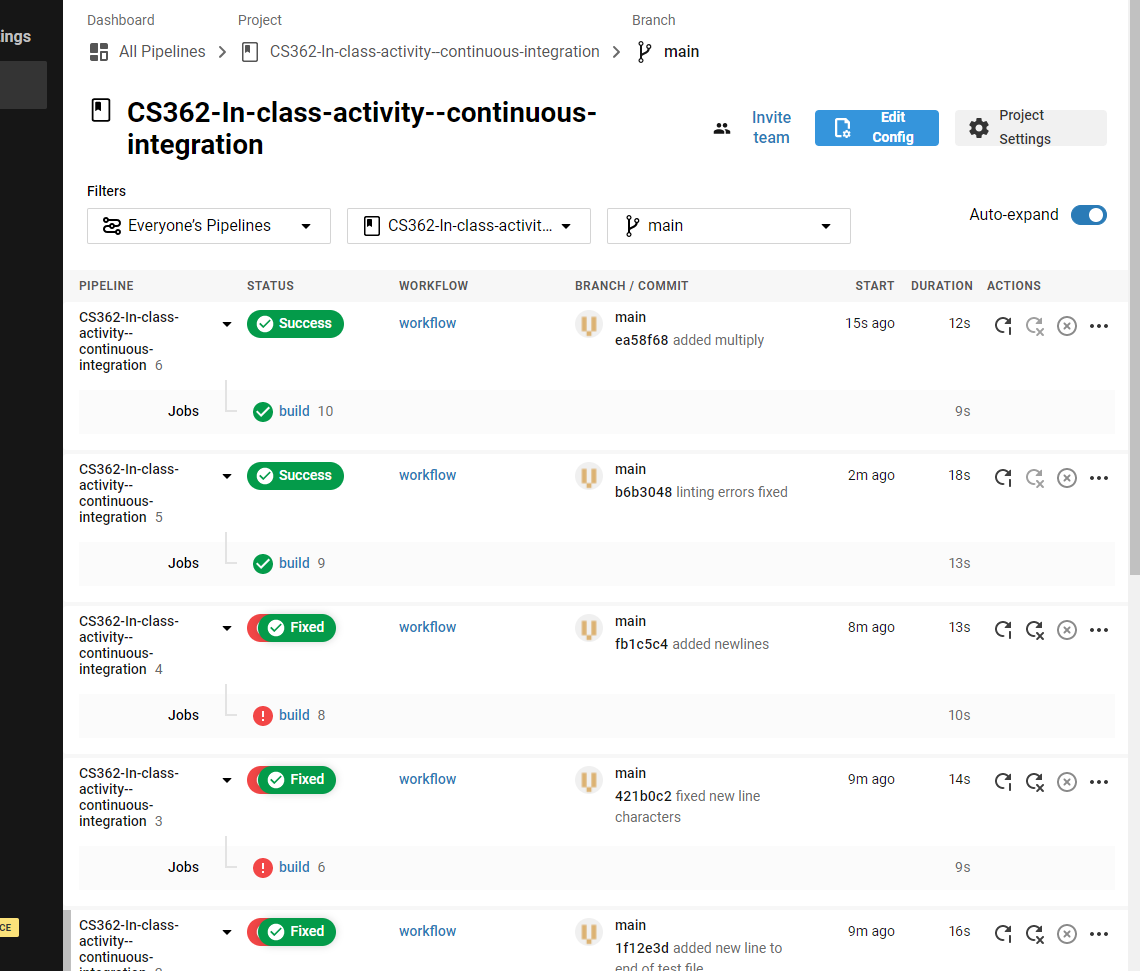 ings
Dashboard
Project
Branch
All Pipelines
CS362-In-class-activity--continuous-integration
main
CS362-In-class-activity--continuous-
integration
Invite
team
Edit
Config
Project
Settings
Filters
Everyone's Pipelines
CS362-In-class-activit...
main
Auto-expand
PIPELINE STATUS WORKFLOW BRANCH / COMMIT START DURATION ACTIONS
CS362-In-class-
activity--
continuous-
integration 6
Success
workflow
main
ea58f68 added multiply
15s ago
12s
Jobs
build 10
9s
CS362-In-class-
activity--
continuous-
integration 5
Success
workflow
main
b6b3048 linting errors fixed
2m ago
18s
Jobs
build 9
13s
CS362-In-class-
activity--
continuous-
integration 4
Fixed
workflow
main
fb1c5c4 added newlines
8m ago
13s
Jobs
build 8
10s
CS362-In-class-
activity--
continuous-
integration 3
Fixed
workflow
main
421b0c2 fixed new line
characters
9m ago
14s
Jobs
build 6
9s
CE
CS362-In-class-
activity--
continuous-
integration
Fixed
workflow
main
1f12e3d added new line to
end of test file
9m ago
16s